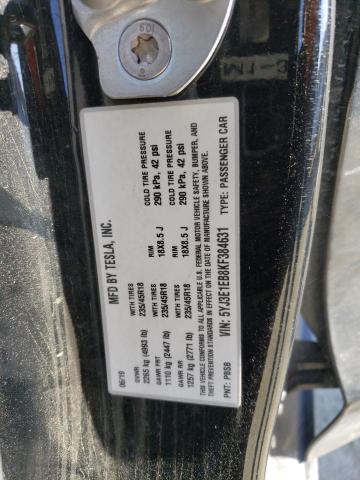 MFD BY TESLA, INC.
06/19
GVWR
2265 kg (4993 lb)
GAWR FRT
1110 kg (2447 lb)
WITH TIRES
235/45R18
RIM
18X8.5 J
COLD TIRE PRESSURE
290 kPa, 42 psi
GAWR RR
1257 kg (2771 lb)
WITH TIRES
235/45R18
RIM
18X8.5 J
COLD TIRE PRESSURE
290 kPa, 42 psi
THIS VEHICLE CONFORMS TO ALL APPLICABLE U.S. FEDERAL MOTOR VEHICLE SAFETY, BUMPER, AND
THEFT PREVENTION STANDARDS IN EFFECT ON THE DATE OF MANUFACTURE SHOWN ABOVE.
VIN: 5YJ3E1EB8KF384631 TYPE: PASSENGER CAR
PNT: PBSB